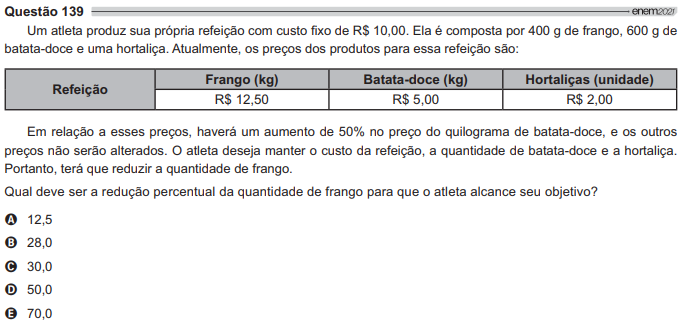 Questão 139 enem2021
Um atleta produz sua própria refeição com custo fixo de R$ 10,00. Ela é composta por 400 g de frango, 600 g de
batata-doce e uma hortaliça. Atualmente, os preços dos produtos para essa refeição são:
Refeição Frango (kg) Batata-doce (kg) Hortaliças (unidade)
R$ 12,50 R$ 5,00 R$ 2,00
Em relação a esses preços, haverá um aumento de 50% no preço do quilograma de batata-doce, e os outros
preços não serão alterados. O atleta deseja manter o custo da refeição, a quantidade de batata-doce e a hortaliça.
Portanto, terá que reduzir a quantidade de frango.
Qual deve ser a redução percentual da quantidade de frango para que o atleta alcance seu objetivo?
A 12,5
B 28,0
C 30,0
D 50,0
E 70,0